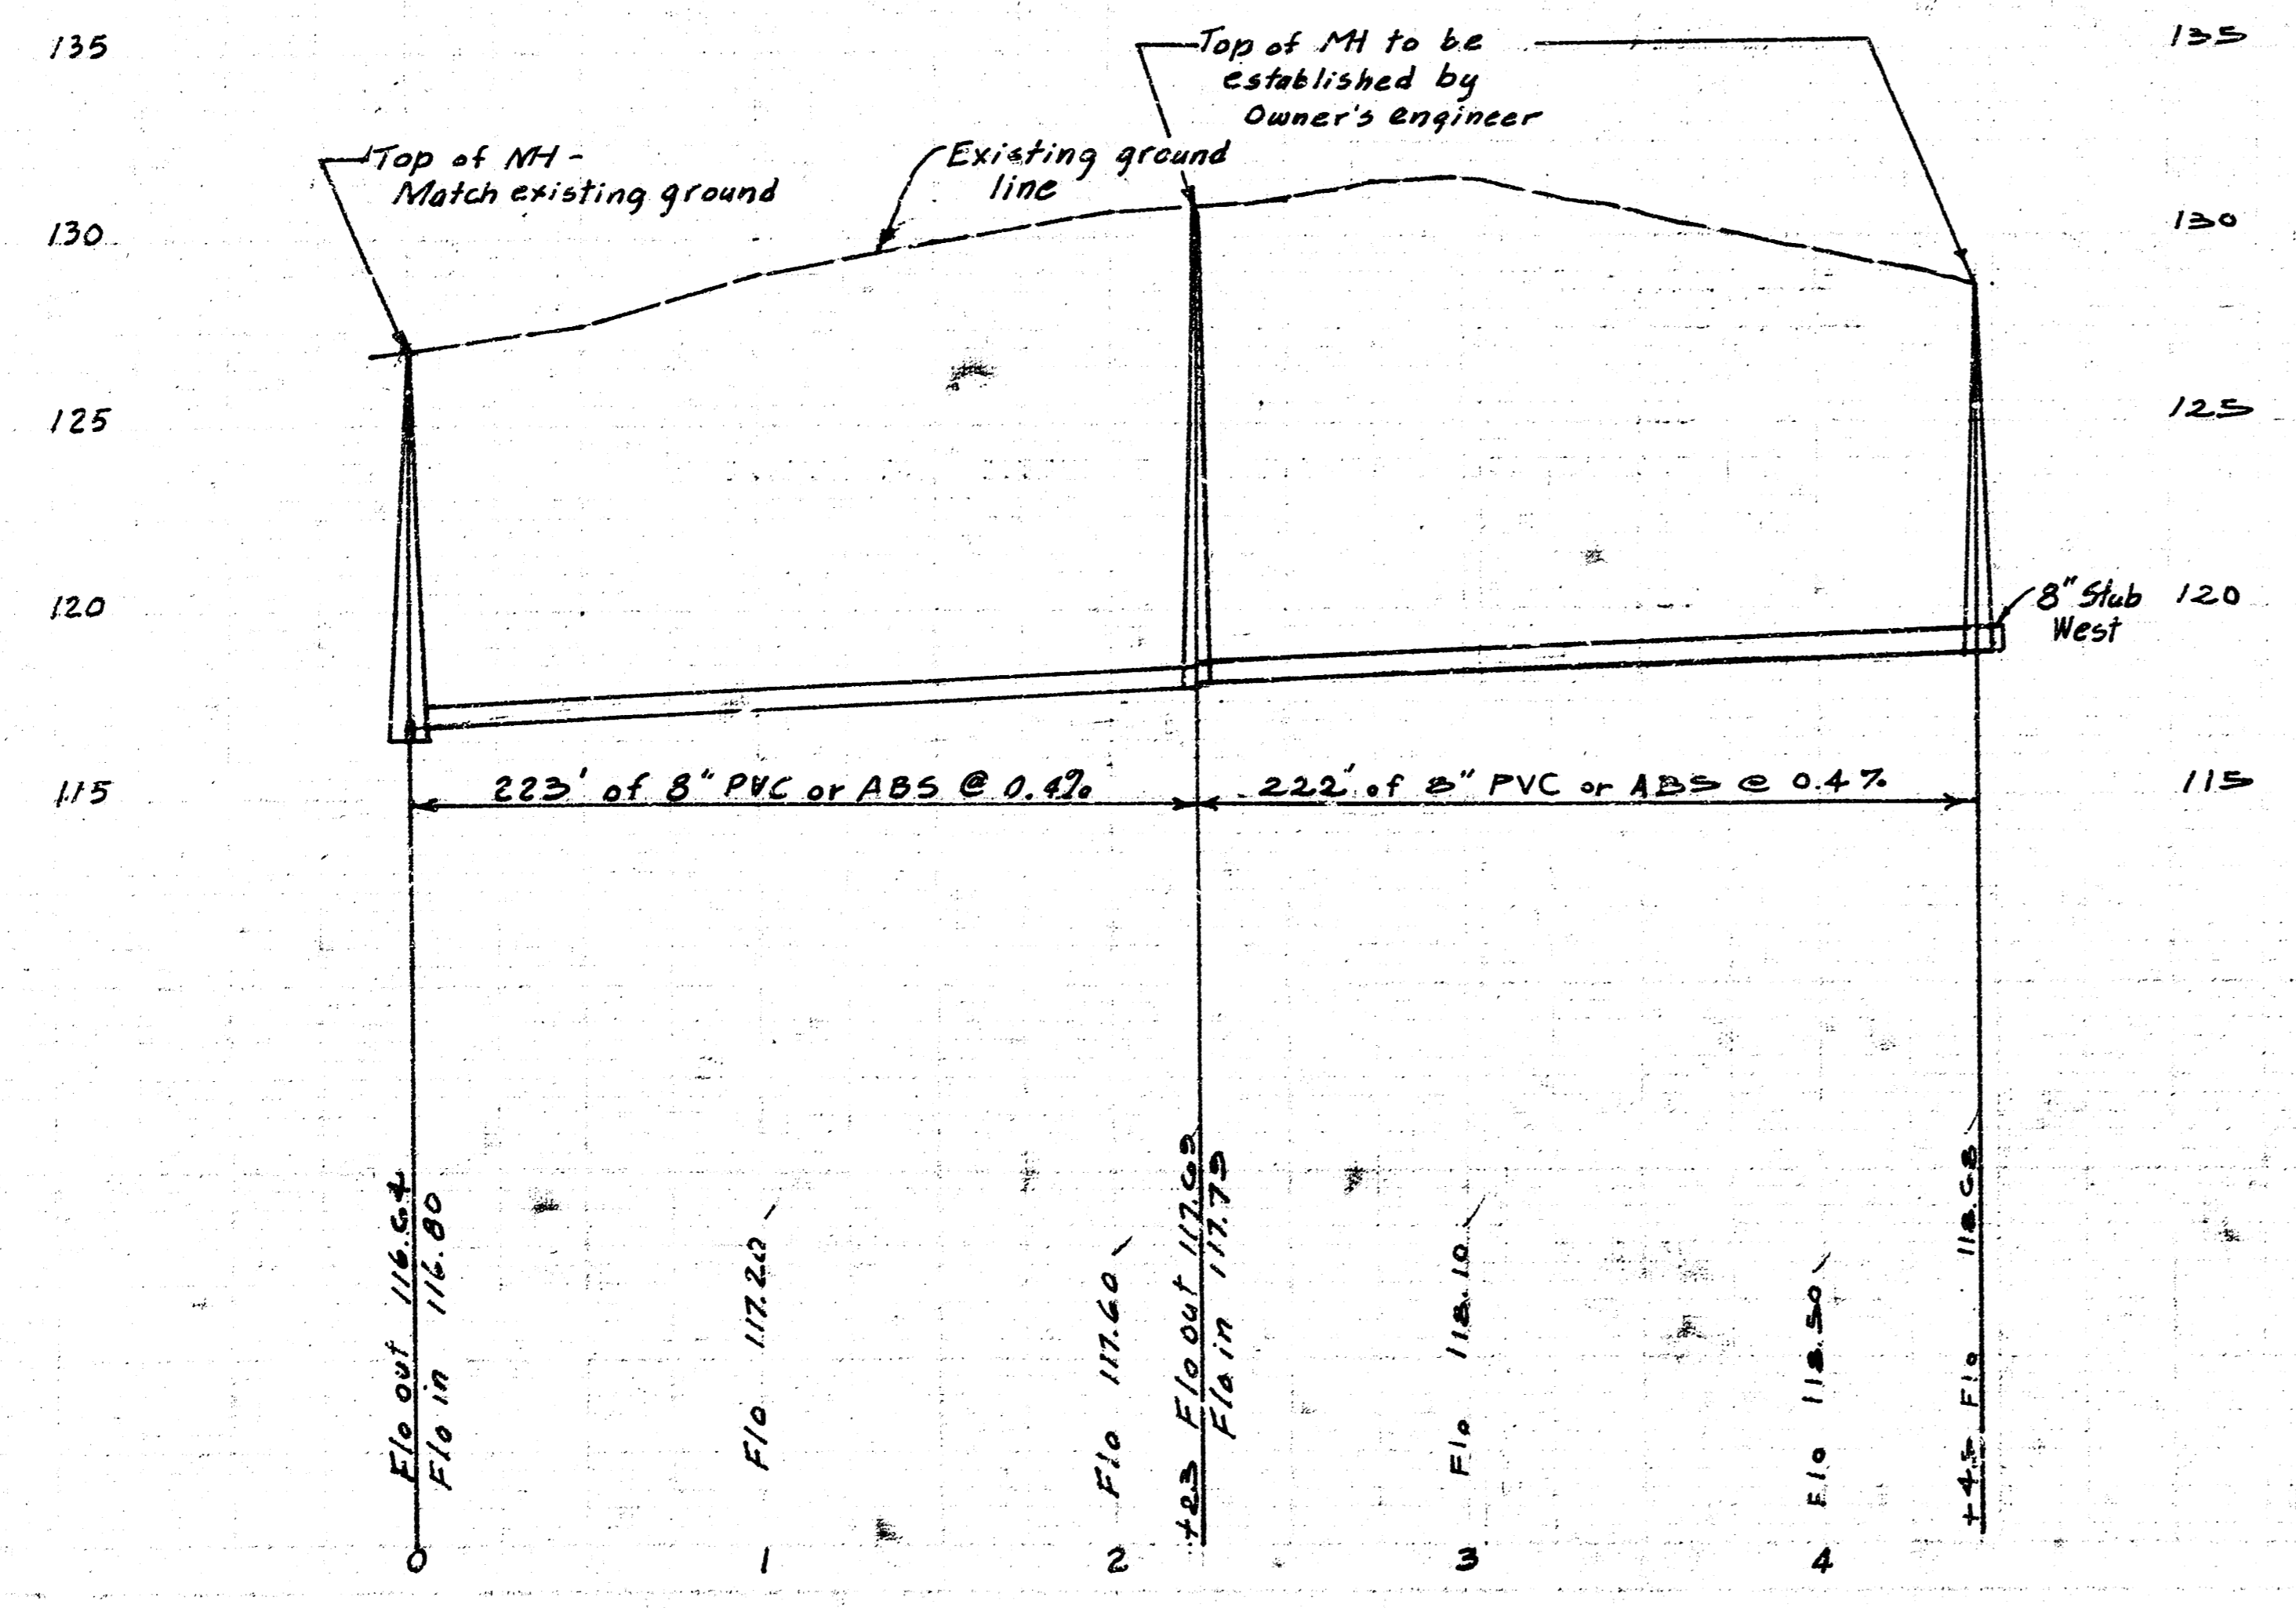 135
Top of MH to be
established by
Owner's engineer
135
Top of MH -
Match existing ground
Existing ground
line
130
130
125
125
120
8" Stub
West
120
115
223' of 8" PVC or ABS @ 0.4%
222' of 8" PVC or ABS @ 0.4%
115
Flo out 116.64
Flo in 116.80
Flo 117.20
Flo 117.60
+23 Flo out 117.69
Flo in 117.79
Flo 118.10
Flo 118.50
+45 Flo 118.68
0
1
2
3
4